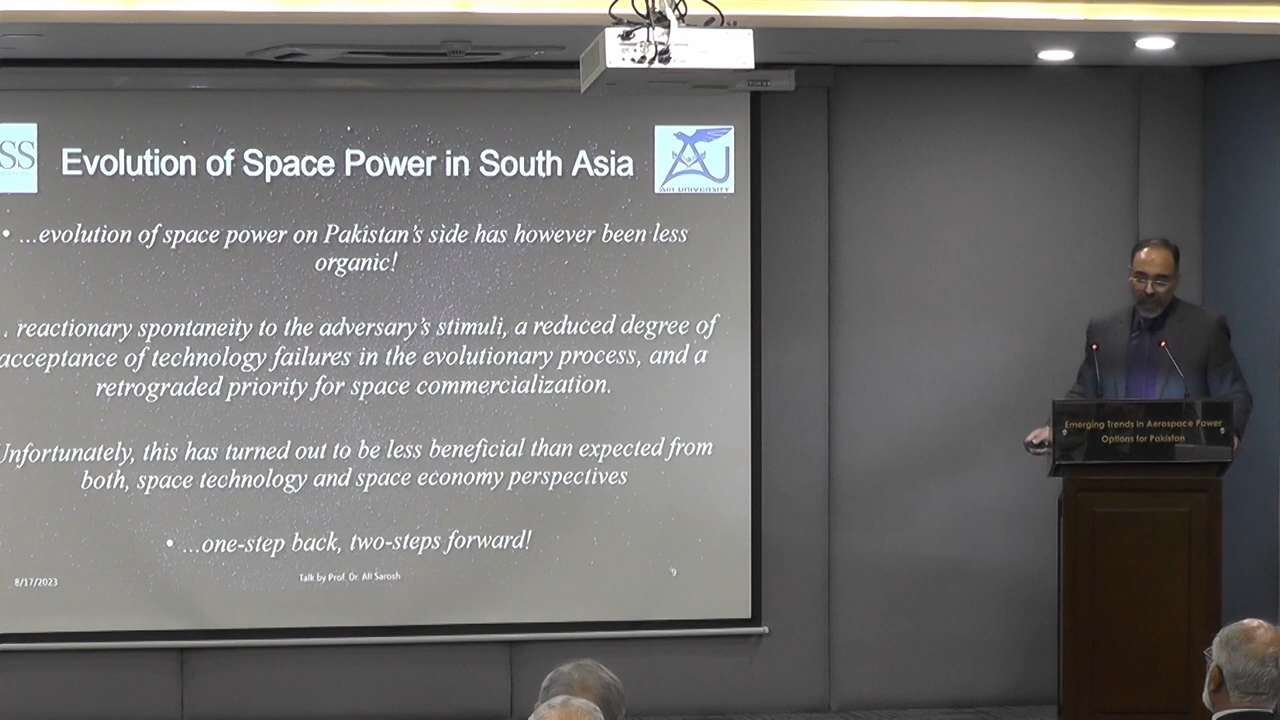 SS
Evolution of Space Power in South Asia
AIR UNIVERSITY
• ...evolution of space power on Pakistan's side has however been less
organic!
. reactionary spontaneity to the adversary's stimuli, a reduced degree of
acceptance of technology failures in the evolutionary process, and a
retrograded priority for space commercialization.
Unfortunately, this has turned out to be less beneficial than expected from
both, space technology and space economy perspectives
• ...one-step back, two-steps forward!
8/17/2023
Talk by Prof. Dr. Ali Sarosh
9
Emerging Trends in Aerospace Power
Options for Pakistan